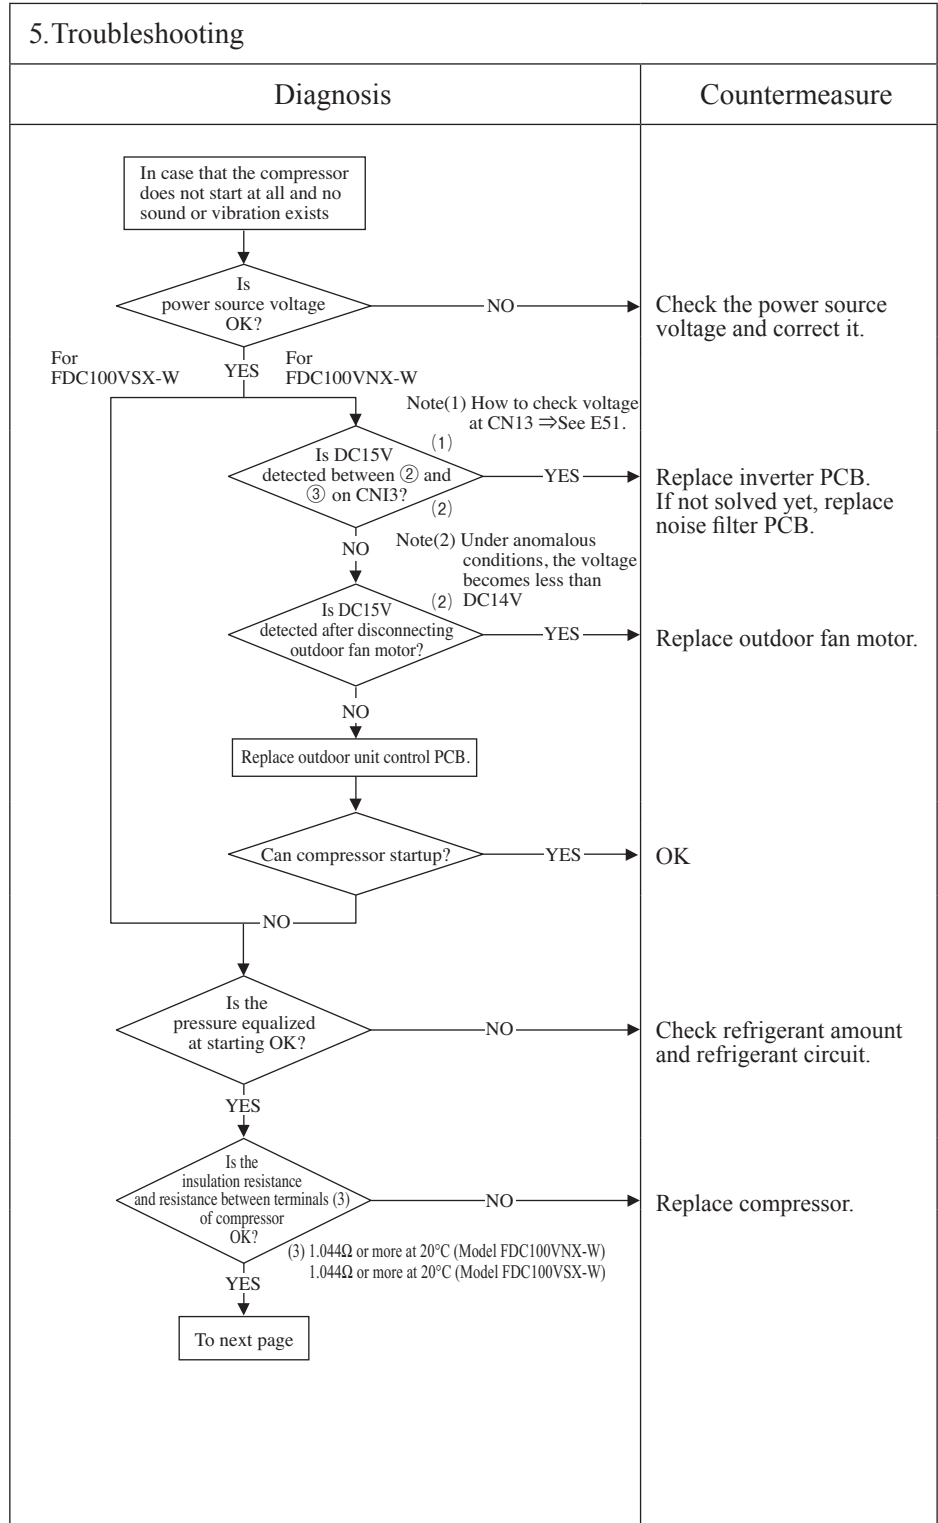 5.Troubleshooting
Diagnosis
Countermeasure
In case that the compressor
does not start at all and no
sound or vibration exists
Is
power source voltage
OK?
NO
Check the power source
voltage and correct it.
YES
For
FDC100VSX-W
For
FDC100VNX-W
Note(1) How to check voltage
at CN13 ⇒See E51.
(1)
Is DC15V
detected between ② and
③ on CNI3?
(2)
YES
Replace inverter PCB.
If not solved yet, replace
noise filter PCB.
NO
Note(2) Under anomalous
conditions, the voltage
becomes less than
DC14V
(2)
Is DC15V
detected after disconnecting
outdoor fan motor?
YES
Replace outdoor fan motor.
NO
Replace outdoor unit control PCB.
Can compressor startup?
YES
OK
NO
Is the
pressure equalized
at starting OK?
NO
Check refrigerant amount
and refrigerant circuit.
YES
Is the
insulation resistance
and resistance between terminals (3)
of compressor
OK?
NO
Replace compressor.
(3) 1.044Ω or more at 20°C (Model FDC100VNX-W)
1.044Ω or more at 20°C (Model FDC100VSX-W)
YES
To next page